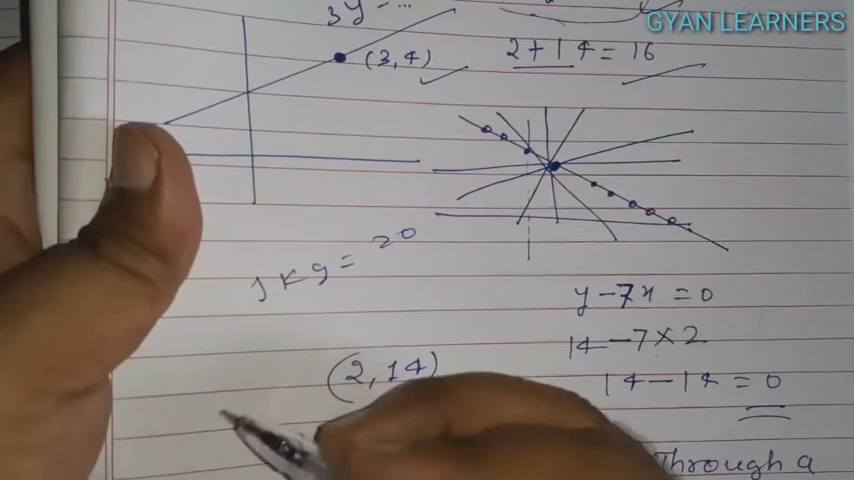 3y - ...
GYAN LEARNERS
(3,4)
2+14 = 16
1 kg = 20
y - 7x = 0
14 - 7×2
(2,14)
14 - 14 = 0
Through a